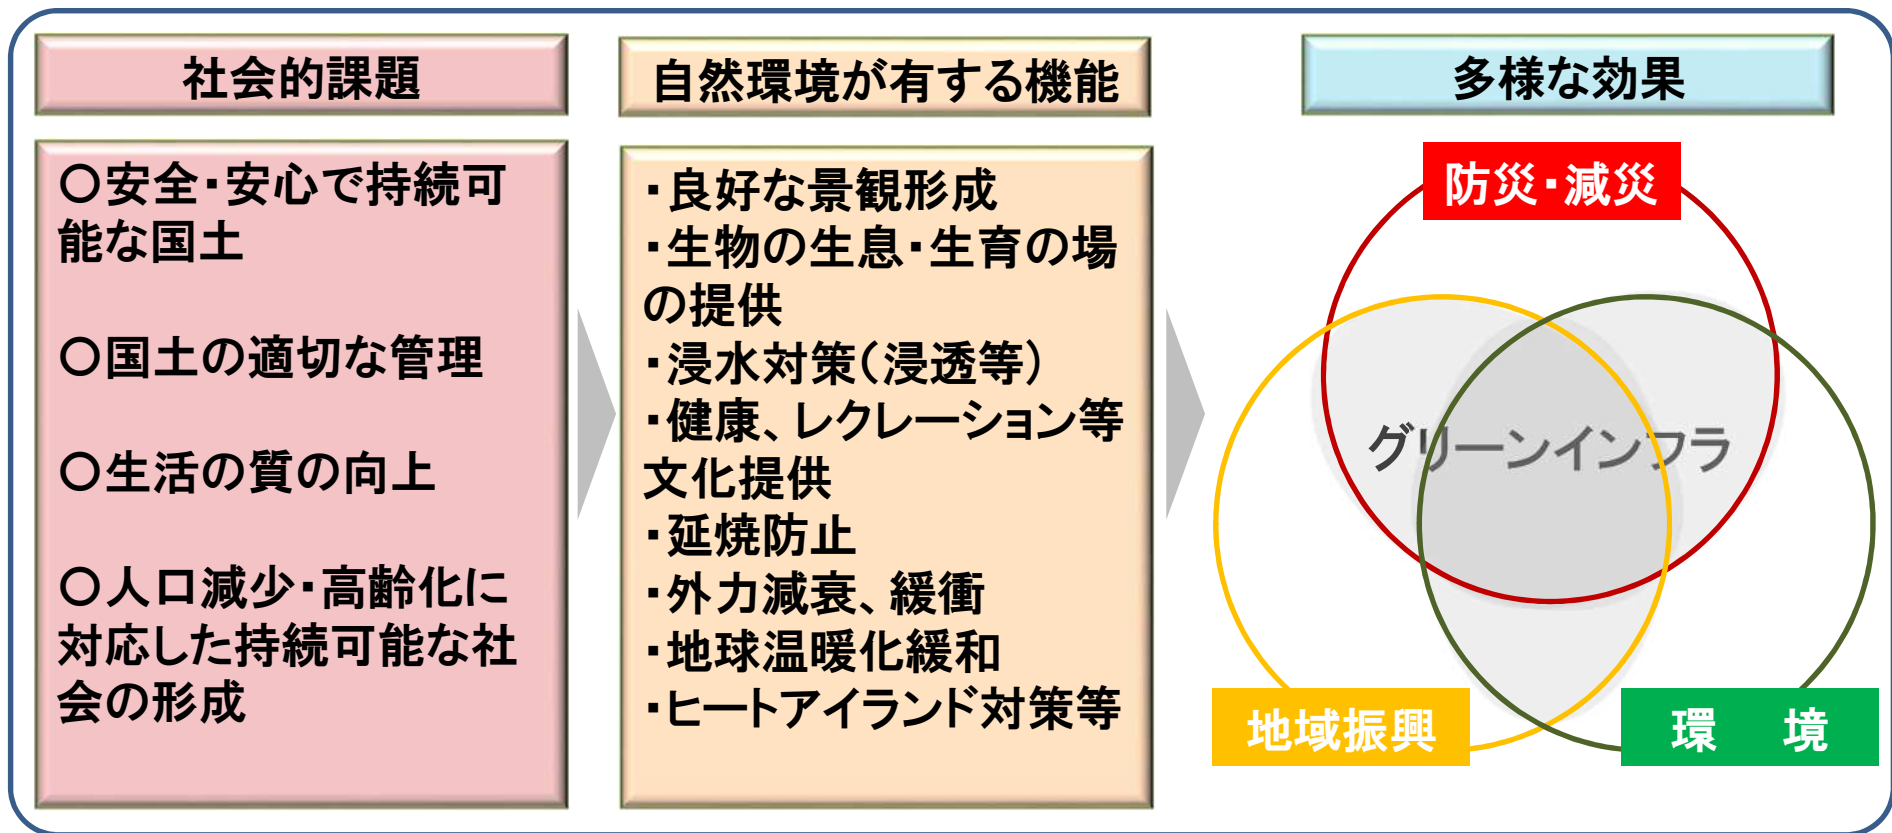 社会的課題
〇安全・安心で持続可
能な国土
〇国土の適切な管理
〇生活の質の向上
〇人口減少・高齢化に
対応した持続可能な社
会の形成
自然環境が有する機能
・良好な景観形成
・生物の生息・生育の場
の提供
・浸水対策(浸透等)
・健康、レクレーション等
文化提供
・延焼防止
・外力減衰、緩衝
・地球温暖化緩和
・ヒートアイランド対策等
多様な効果
防災・減災
グリーンインフラ
地域振興
環　境